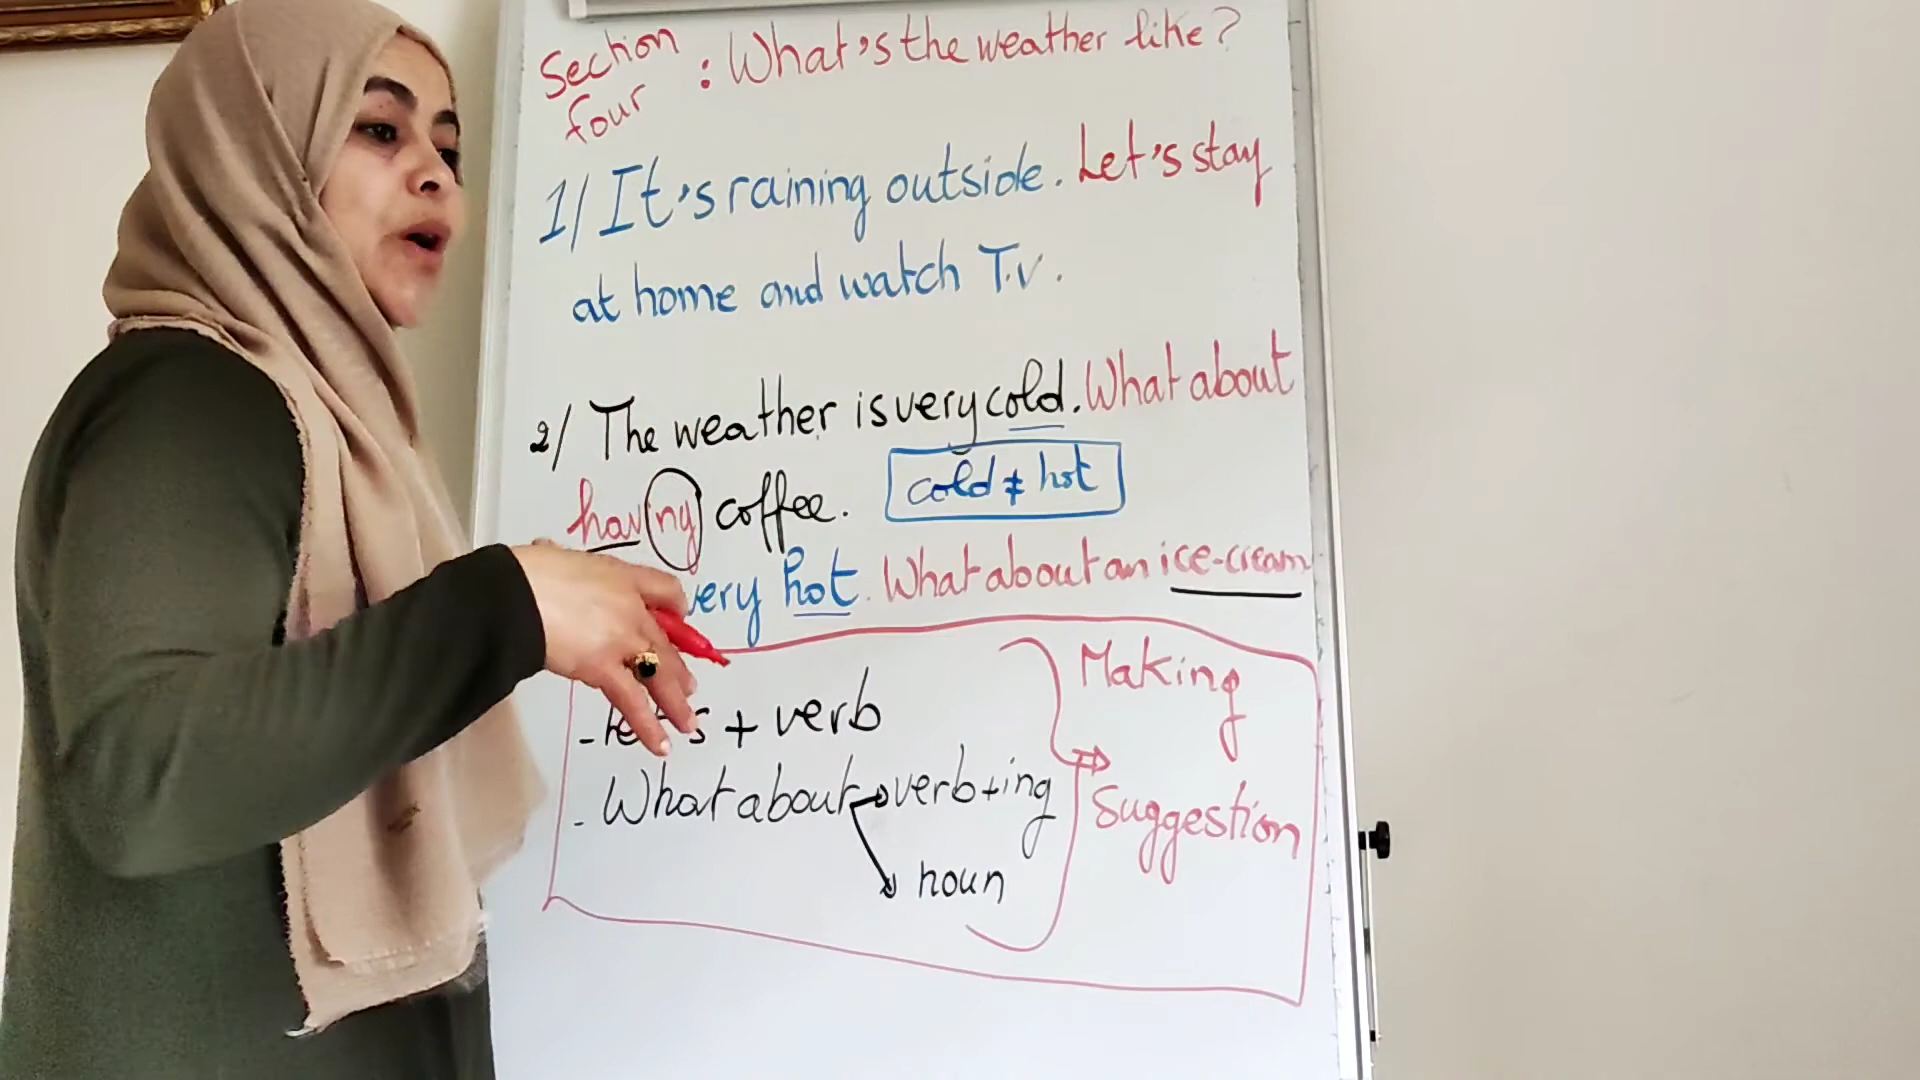 Section four : What's the weather like?
1/ It's raining outside. Let's stay
at home and watch T.V.
2/ The weather is very cold. What about
having coffee. cold ≠ hot
very hot. What about an ice-cream
- Let's + verb
- What about → verb+ing
→ noun
Making
Suggestion